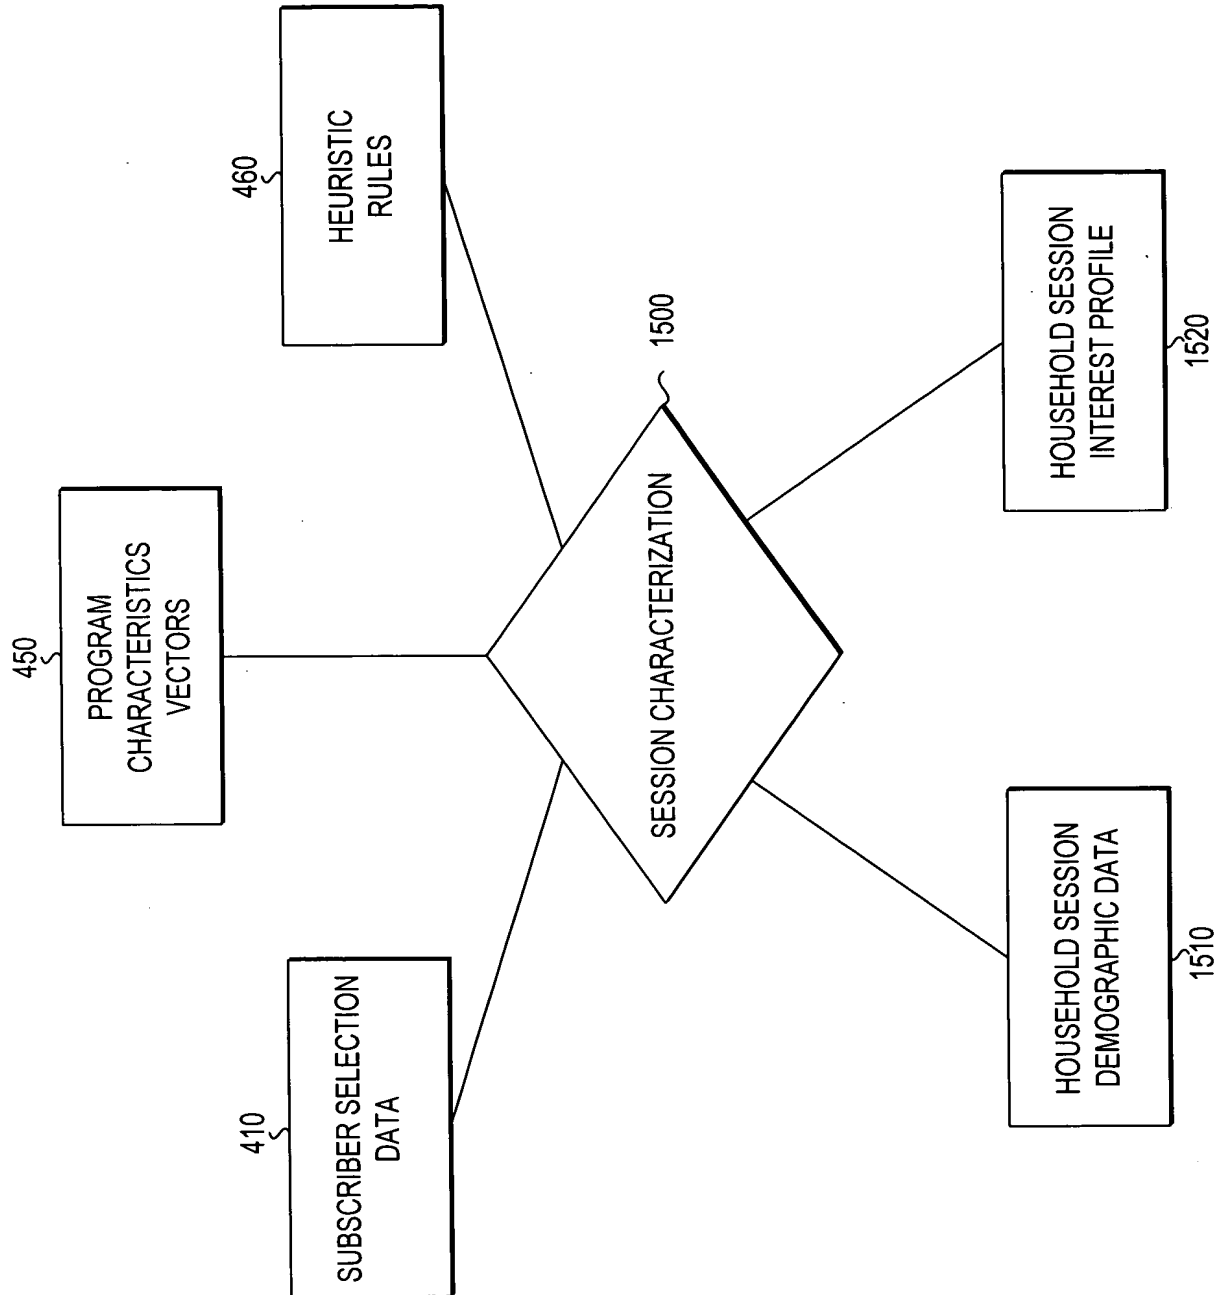 410
SUBSCRIBER SELECTION
DATA
450
PROGRAM
CHARACTERISTICS
VECTORS
460
HEURISTIC
RULES
SESSION CHARACTERIZATION
1500
HOUSEHOLD SESSION
DEMOGRAPHIC DATA
1510
HOUSEHOLD SESSION
INTEREST PROFILE
1520